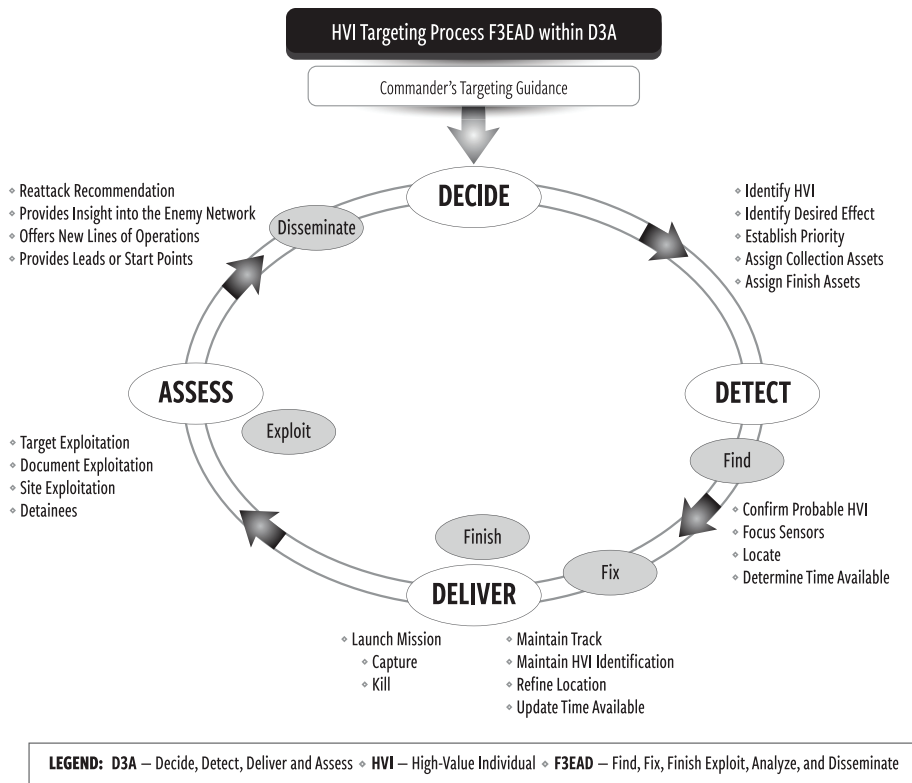 HVI Targeting Process F3EAD within D3A
Commander's Targeting Guidance
DECIDE
Disseminate
⋄ Reattack Recommendation
⋄ Provides Insight into the Enemy Network
⋄ Offers New Lines of Operations
⋄ Provides Leads or Start Points
⋄ Identify HVI
⋄ Identify Desired Effect
⋄ Establish Priority
⋄ Assign Collection Assets
⋄ Assign Finish Assets
ASSESS
DETECT
Exploit
Find
⋄ Target Exploitation
⋄ Document Exploitation
⋄ Site Exploitation
⋄ Detainees
⋄ Confirm Probable HVI
⋄ Focus Sensors
⋄ Locate
⋄ Determine Time Available
Finish
Fix
DELIVER
⋄ Launch Mission
⋄ Capture
⋄ Kill
⋄ Maintain Track
⋄ Maintain HVI Identification
⋄ Refine Location
⋄ Update Time Available
LEGEND: D3A — Decide, Detect, Deliver and Assess ⋄ HVI — High-Value Individual ⋄ F3EAD — Find, Fix, Finish Exploit, Analyze, and Disseminate